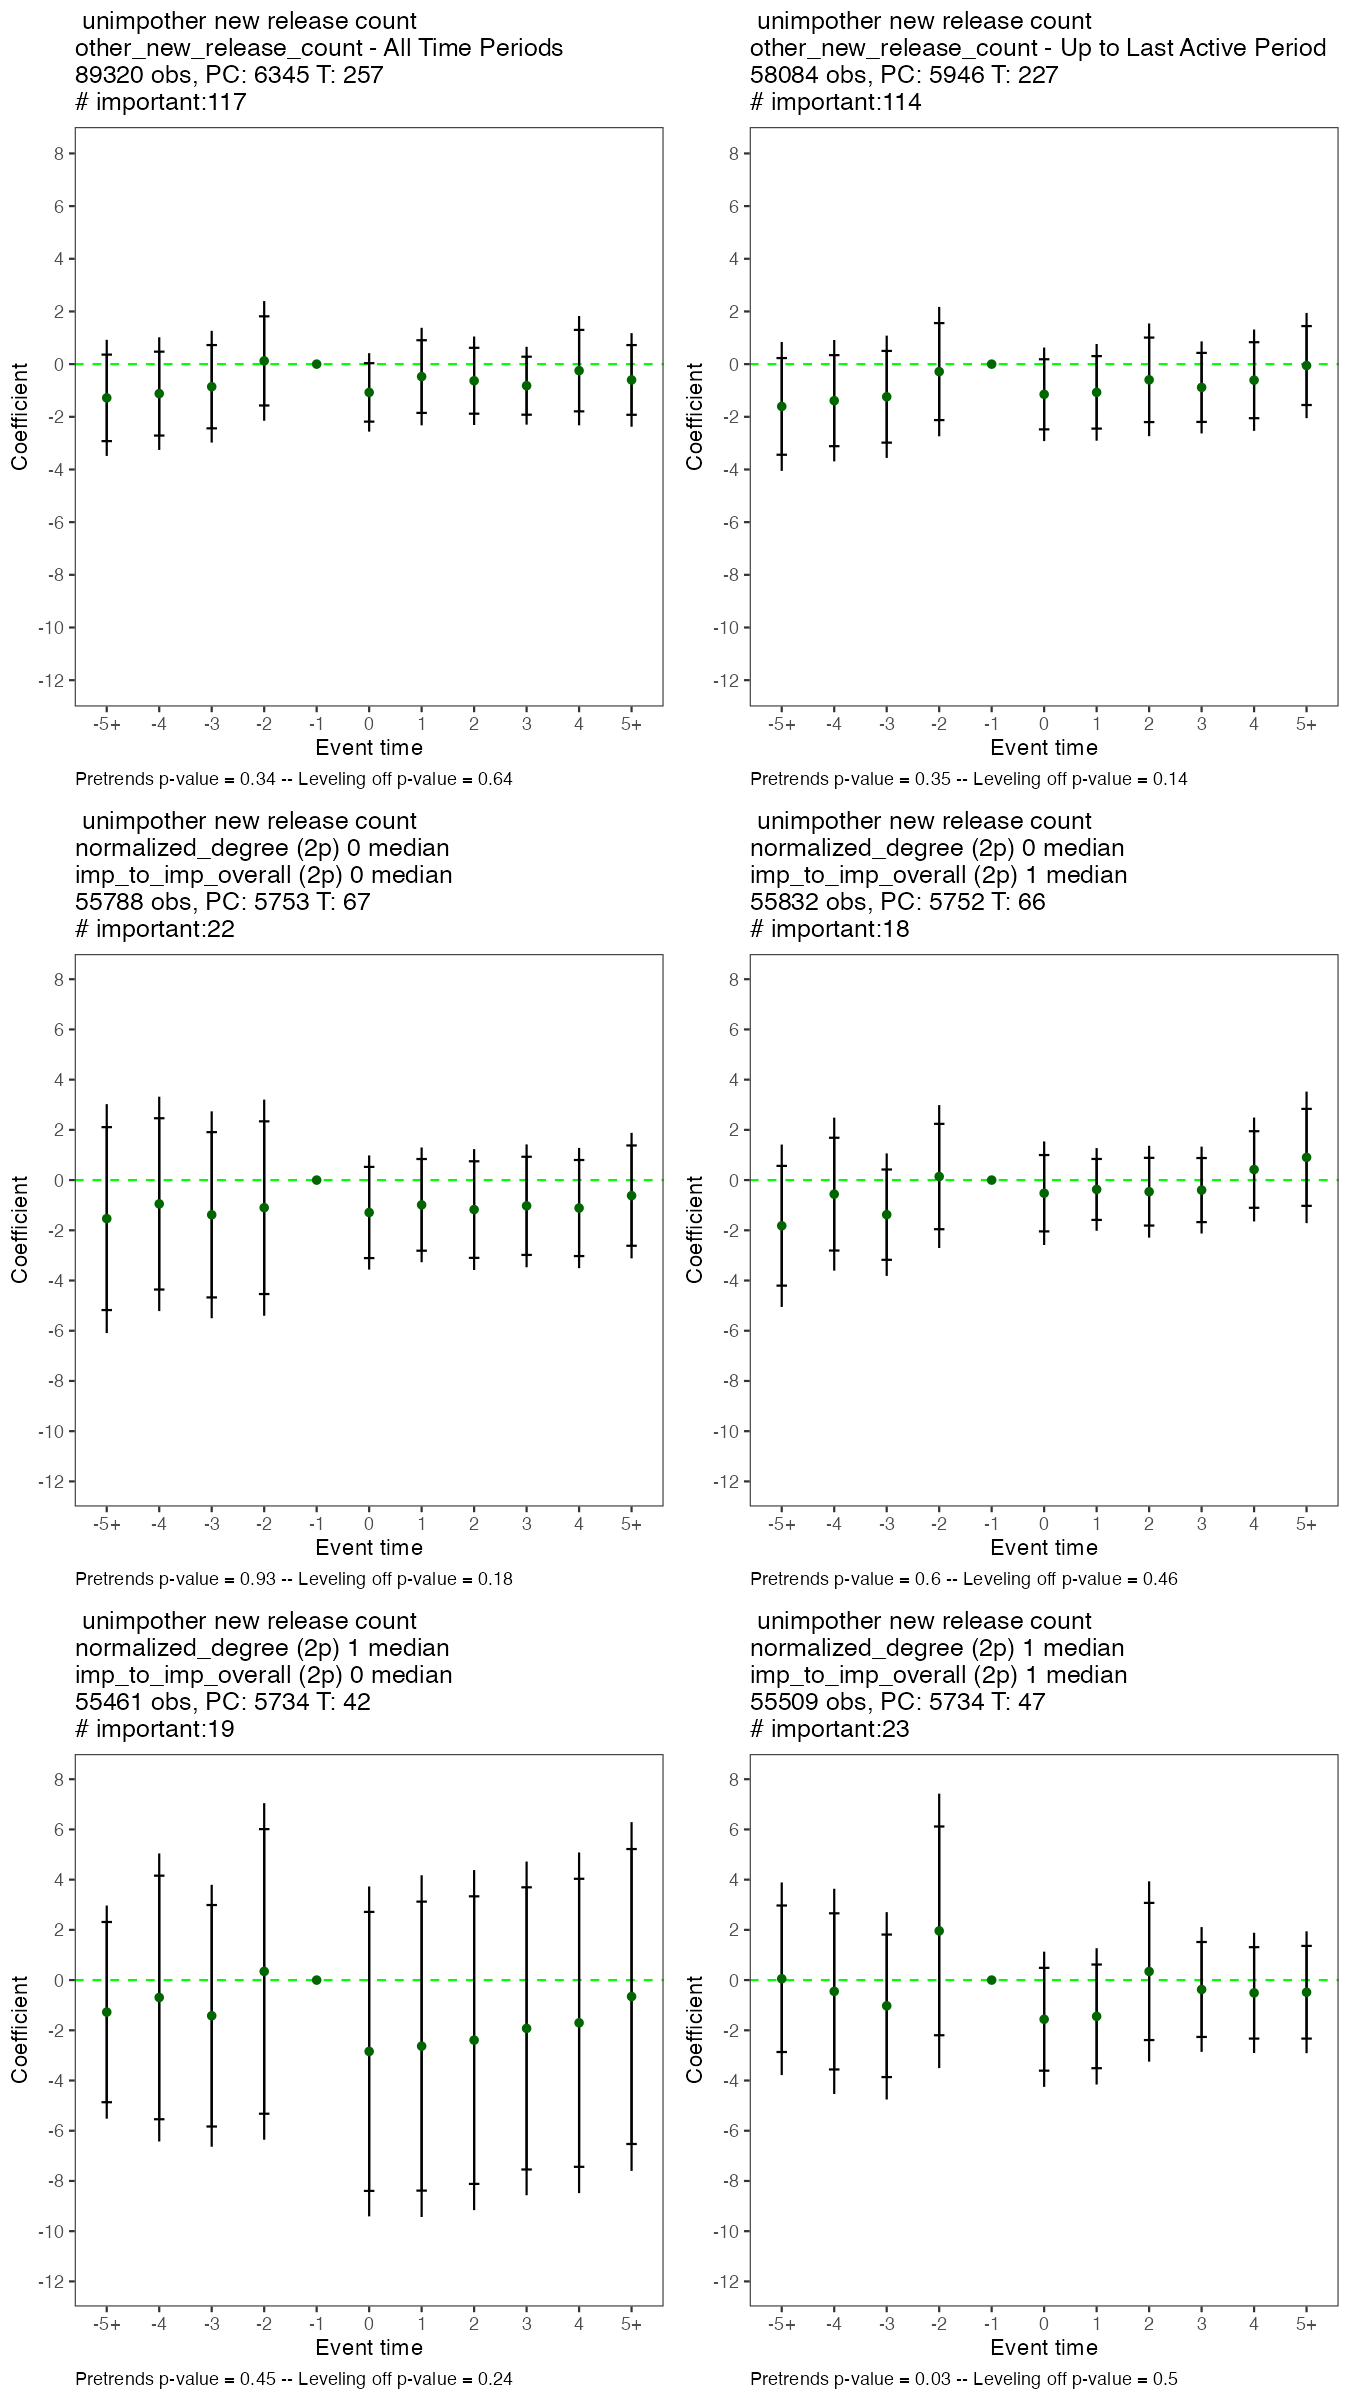 unimpother new release count
other_new_release_count - All Time Periods
89320 obs, PC: 6345 T: 257
# important:117
8
6
4
2
0
-2
-4
-6
-8
-10
-12
Coefficient
-5+ -4 -3 -2 -1 0 1 2 3 4 5+
Event time
Pretrends p-value = 0.34 -- Leveling off p-value = 0.64
unimpother new release count
other_new_release_count - Up to Last Active Period
58084 obs, PC: 5946 T: 227
# important:114
8
6
4
2
0
-2
-4
-6
-8
-10
-12
Coefficient
-5+ -4 -3 -2 -1 0 1 2 3 4 5+
Event time
Pretrends p-value = 0.35 -- Leveling off p-value = 0.14
unimpother new release count
normalized_degree (2p) 0 median
imp_to_imp_overall (2p) 0 median
55788 obs, PC: 5753 T: 67
# important:22
8
6
4
2
0
-2
-4
-6
-8
-10
-12
Coefficient
-5+ -4 -3 -2 -1 0 1 2 3 4 5+
Event time
Pretrends p-value = 0.93 -- Leveling off p-value = 0.18
unimpother new release count
normalized_degree (2p) 0 median
imp_to_imp_overall (2p) 1 median
55832 obs, PC: 5752 T: 66
# important:18
8
6
4
2
0
-2
-4
-6
-8
-10
-12
Coefficient
-5+ -4 -3 -2 -1 0 1 2 3 4 5+
Event time
Pretrends p-value = 0.6 -- Leveling off p-value = 0.46
unimpother new release count
normalized_degree (2p) 1 median
imp_to_imp_overall (2p) 0 median
55461 obs, PC: 5734 T: 42
# important:19
8
6
4
2
0
-2
-4
-6
-8
-10
-12
Coefficient
-5+ -4 -3 -2 -1 0 1 2 3 4 5+
Event time
Pretrends p-value = 0.45 -- Leveling off p-value = 0.24
unimpother new release count
normalized_degree (2p) 1 median
imp_to_imp_overall (2p) 1 median
55509 obs, PC: 5734 T: 47
# important:23
8
6
4
2
0
-2
-4
-6
-8
-10
-12
Coefficient
-5+ -4 -3 -2 -1 0 1 2 3 4 5+
Event time
Pretrends p-value = 0.03 -- Leveling off p-value = 0.5